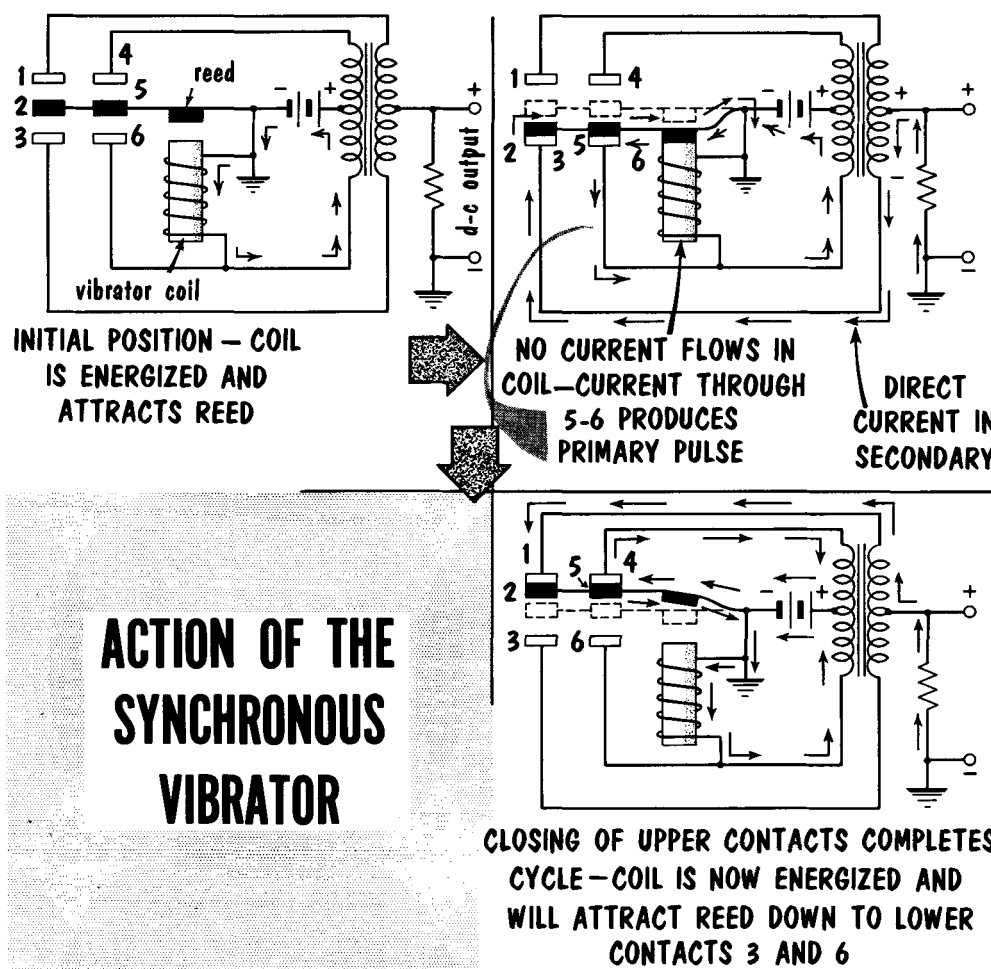 1
2
3
4
5
6
reed
- +
+
d-c output
-
vibrator coil
INITIAL POSITION – COIL
IS ENERGIZED AND
ATTRACTS REED
1
2
3
4
5
6
- +
+
-
+
-
NO CURRENT FLOWS IN
COIL–CURRENT THROUGH
5-6 PRODUCES
PRIMARY PULSE
DIRECT
CURRENT IN
SECONDARY
ACTION OF THE
SYNCHRONOUS
VIBRATOR
1
2
3
4
5
6
- +
+
-
CLOSING OF UPPER CONTACTS COMPLETES
CYCLE–COIL IS NOW ENERGIZED AND
WILL ATTRACT REED DOWN TO LOWER
CONTACTS 3 AND 6